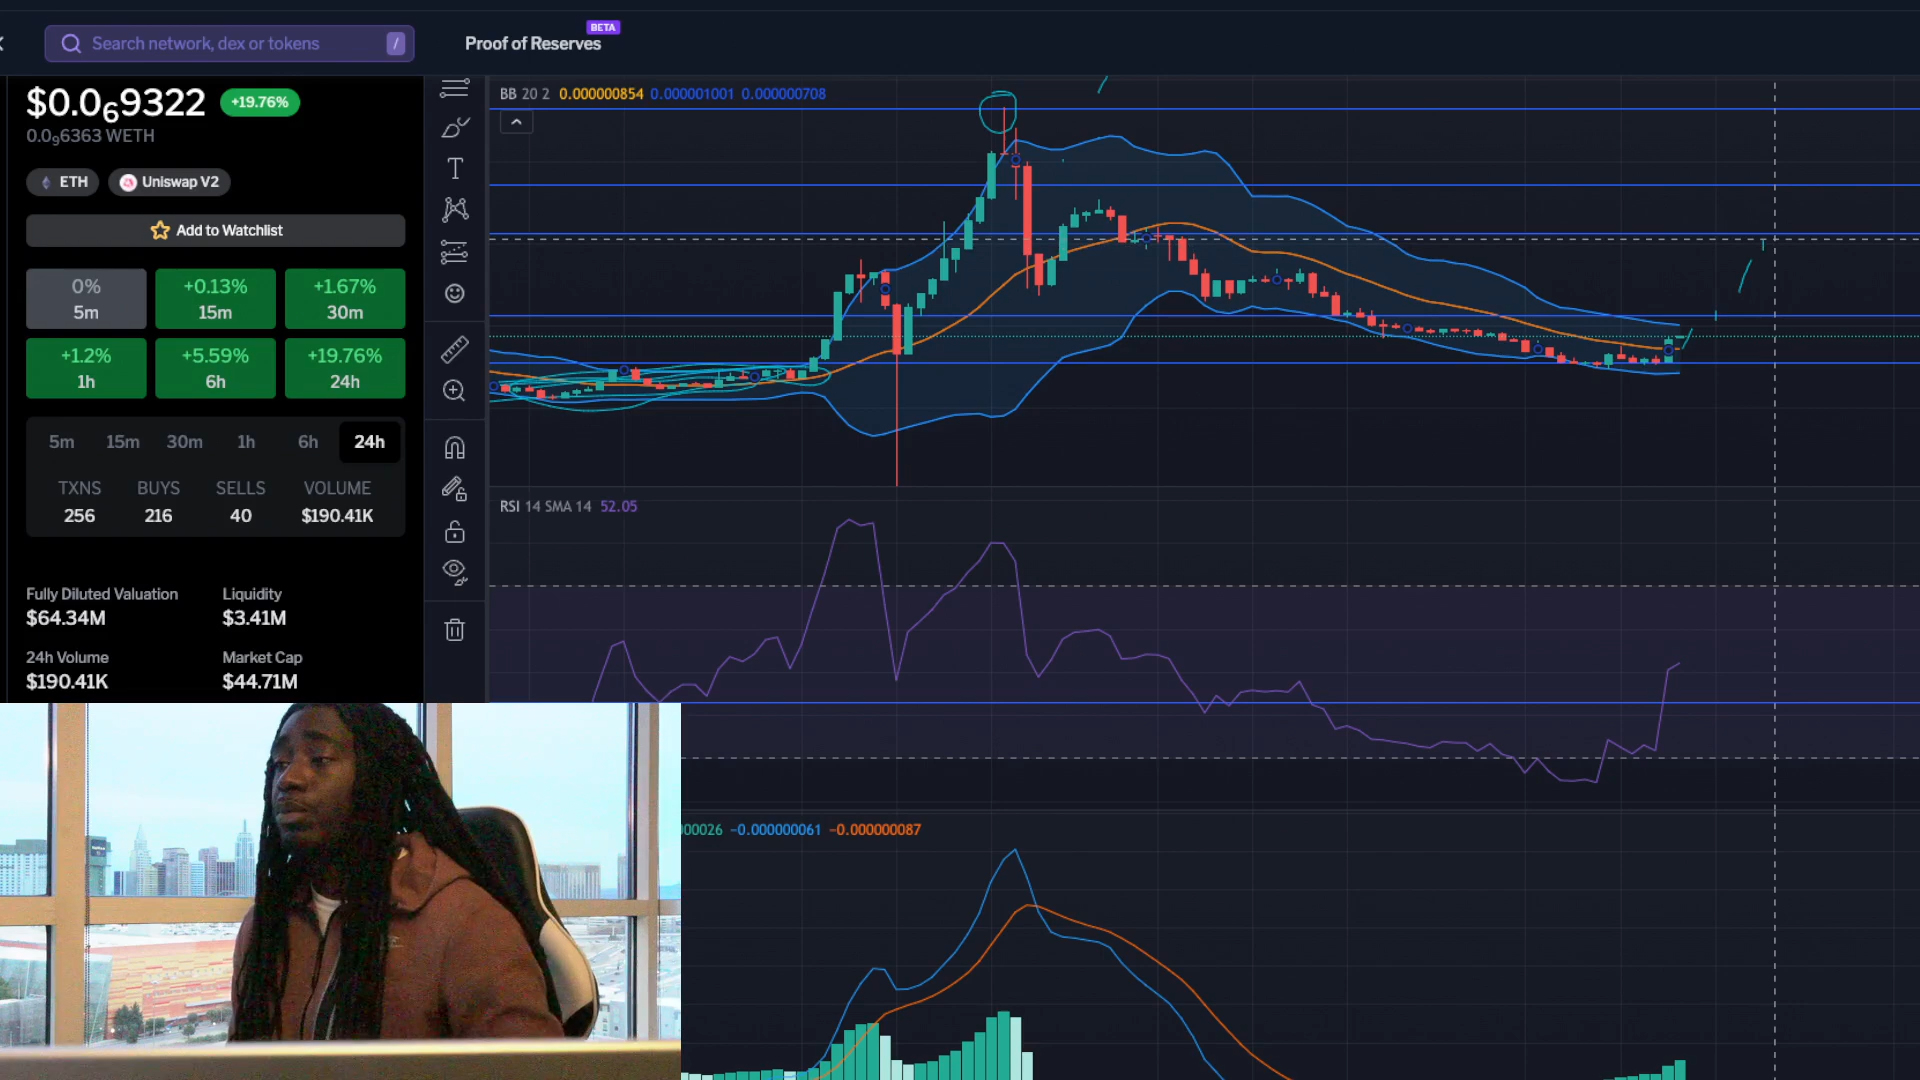 Search network, dex or tokens /
Proof of Reserves BETA
$0.0₆9322 +19.76%
0.0₉6363 WETH
ETH Uniswap V2
Add to Watchlist
0% +0.13% +1.67%
5m 15m 30m
+1.2% +5.59% +19.76%
1h 6h 24h
5m 15m 30m 1h 6h 24h
TXNS BUYS SELLS VOLUME
256 216 40 $190.41K
Fully Diluted Valuation Liquidity
$64.34M $3.41M
24h Volume Market Cap
$190.41K $44.71M
BB 20 2 0.000000854 0.000001001 0.000000708
RSI 14 SMA 14 52.05
00026 −0.000000061 −0.000000087